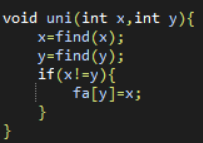 void uni(int x,int y){
    x=find(x);
    y=find(y);
    if(x!=y){
        fa[y]=x;
    }
}